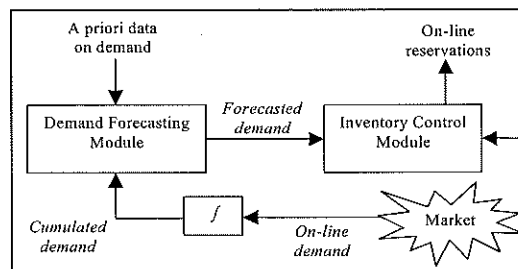 A priori data
on demand
On-line
reservations
Demand Forecasting
Module
Forecasted
demand
Inventory Control
Module
Cumulated
demand
f
On-line
demand
Market